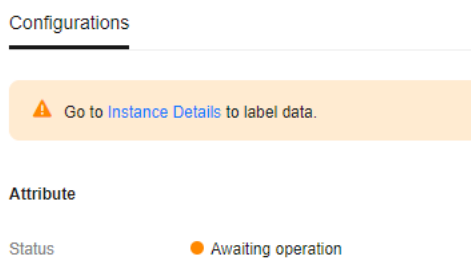 Configurations
Go to Instance Details to label data.
Attribute
Status Awaiting operation